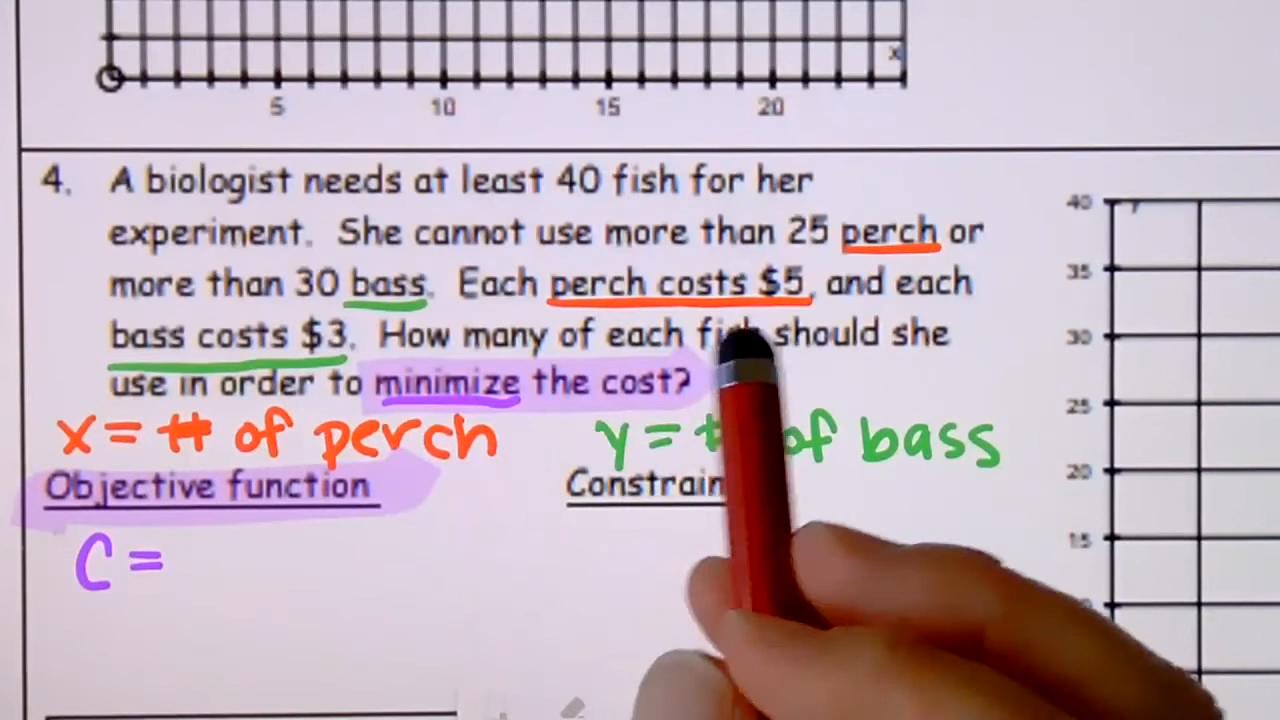 x
5 10 15 20
4. A biologist needs at least 40 fish for her
experiment. She cannot use more than 25 perch or
more than 30 bass. Each perch costs $5, and each
bass costs $3. How many of each should she
use in order to minimize the cost?
x = # of perch
y = of bass
Objective function
C =
40
y
35
30
25
20
15